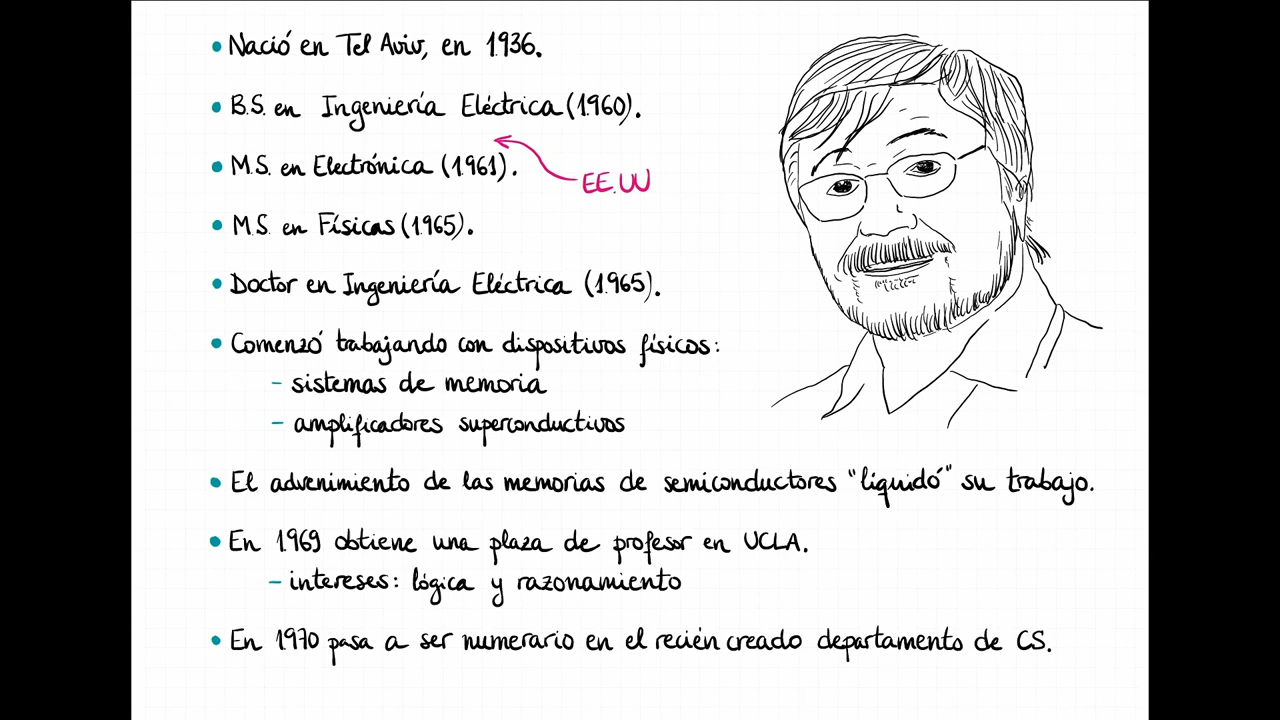 • Nació en Tel Aviv, en 1936.
• B.S. en Ingeniería Eléctrica (1960).
• M.S. en Electrónica (1961).
EE.UU
• M.S. en Físicas (1965).
• Doctor en Ingeniería Eléctrica (1965).
• Comenzó trabajando con dispositivos físicos:
- sistemas de memoria
- amplificadores superconductivos
• El advenimiento de las memorias de semiconductores "liquidó" su trabajo.
• En 1969 obtiene una plaza de profesor en UCLA.
- intereses: lógica y razonamiento
• En 1970 pasa a ser numerario en el recién creado departamento de CS.